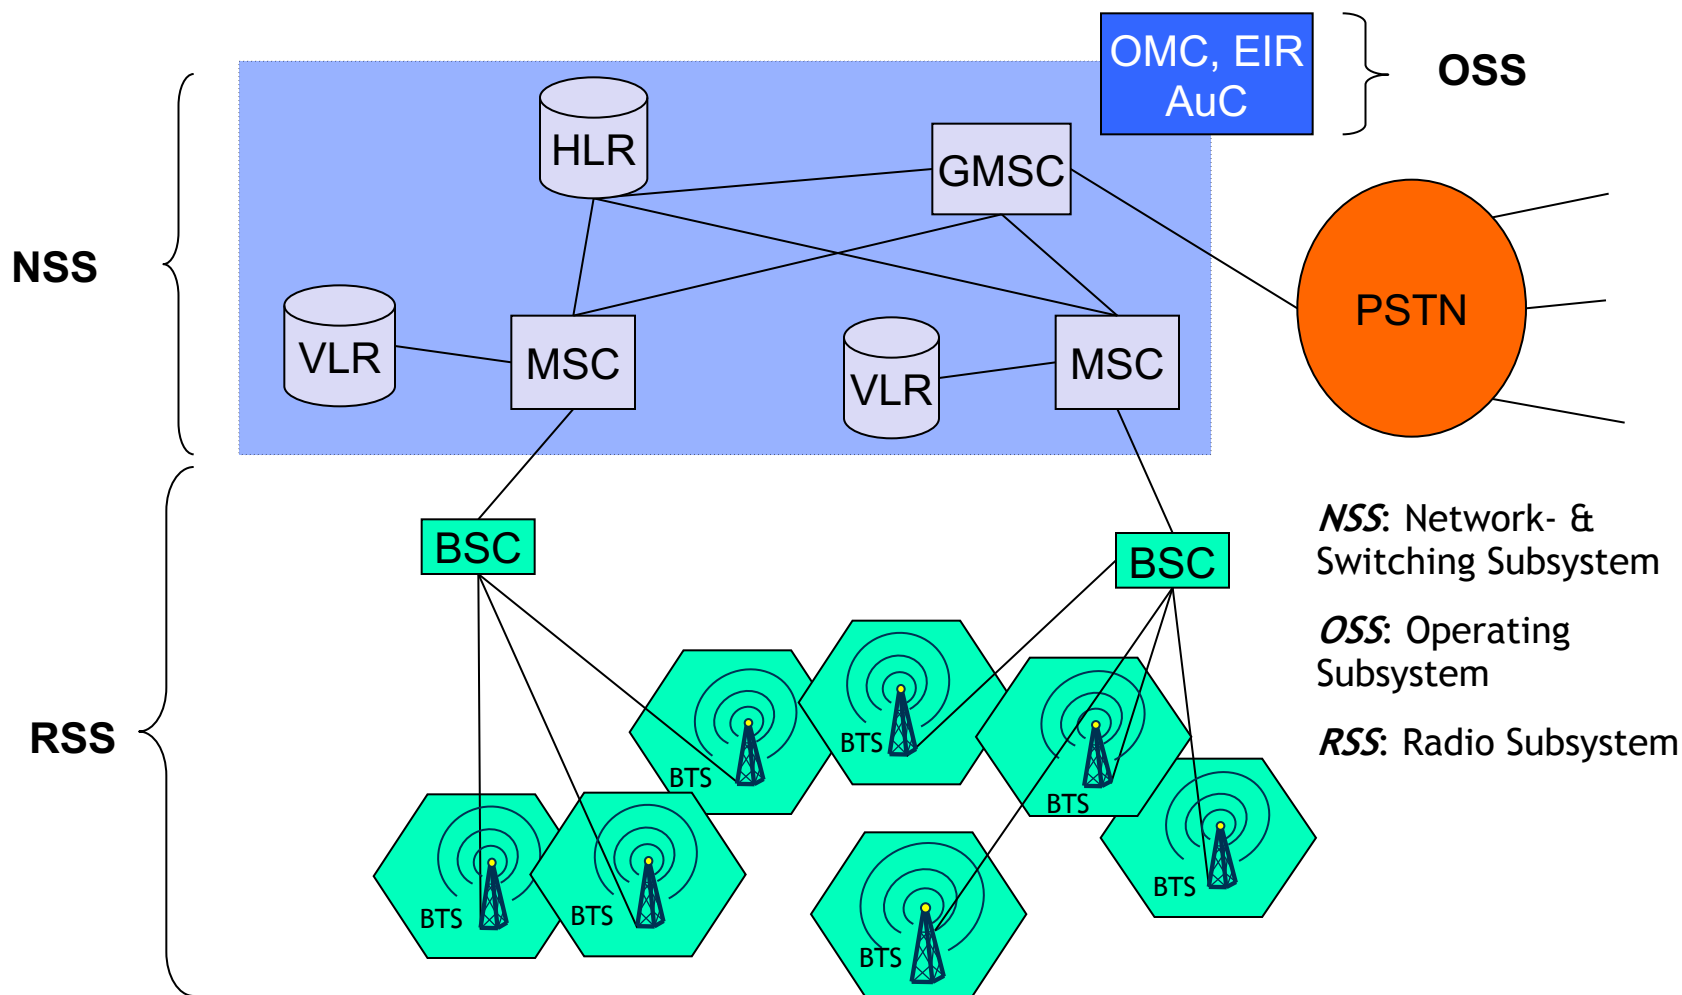 OMC, EIR
AuC
OSS
HLR
GMSC
NSS
PSTN
VLR
MSC
VLR
MSC
BSC
BSC
NSS: Network- &
Switching Subsystem
OSS: Operating
Subsystem
RSS: Radio Subsystem
RSS
BTS
BTS
BTS
BTS
BTS
BTS
BTS